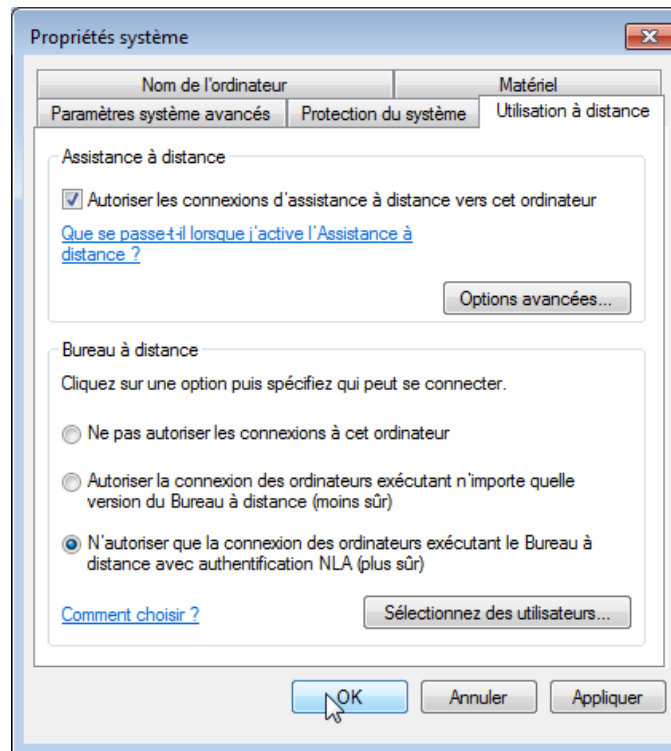 Propriétés système
Nom de l'ordinateur
Matériel
Paramètres système avancés
Protection du système
Utilisation à distance
Assistance à distance
Autoriser les connexions d'assistance à distance vers cet ordinateur
Que se passe-t-il lorsque j'active l'Assistance à
distance ?
Options avancées...
Bureau à distance
Cliquez sur une option puis spécifiez qui peut se connecter.
Ne pas autoriser les connexions à cet ordinateur
Autoriser la connexion des ordinateurs exécutant n'importe quelle
version du Bureau à distance (moins sûr)
N'autoriser que la connexion des ordinateurs exécutant le Bureau à
distance avec authentification NLA (plus sûr)
Comment choisir ?
Sélectionnez des utilisateurs...
OK
Annuler
Appliquer